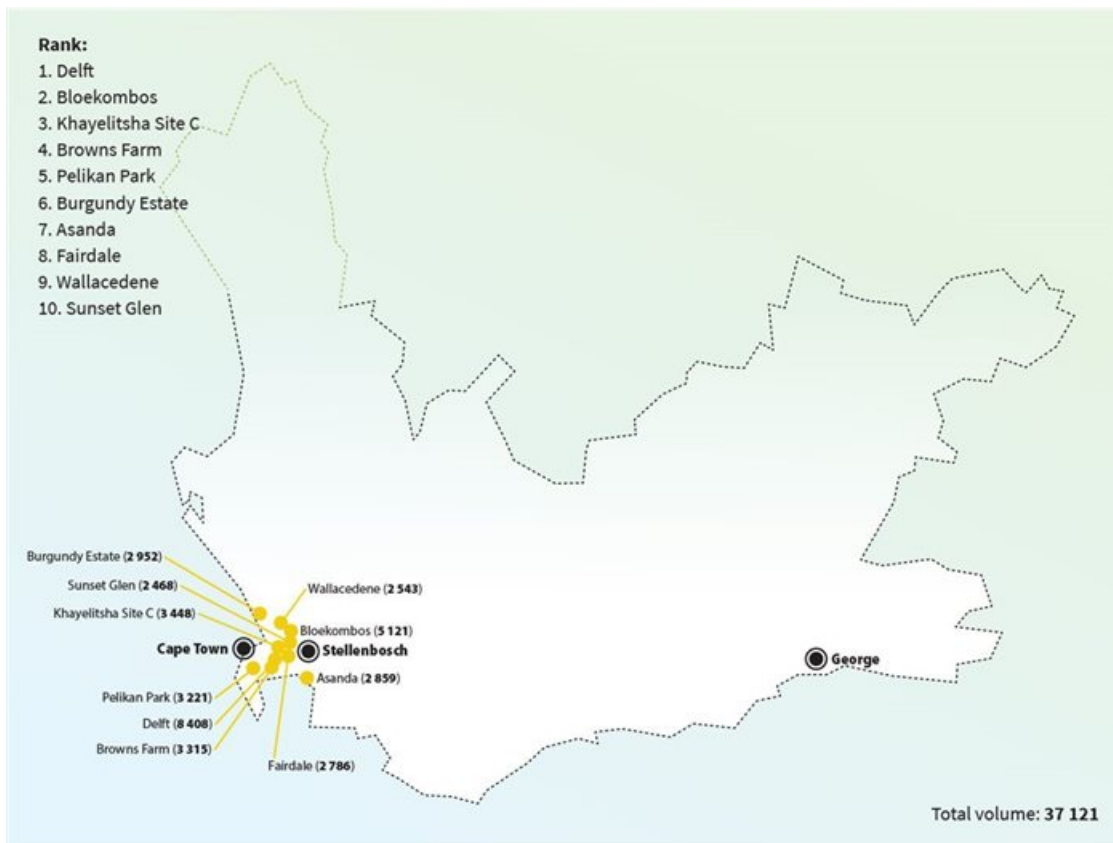 Rank:
1. Delft
2. Bloekombos
3. Khayelitsha Site C
4. Browns Farm
5. Pelikan Park
6. Burgundy Estate
7. Asanda
8. Fairdale
9. Wallacedene
10. Sunset Glen
Burgundy Estate (2 952)
Sunset Glen (2 468)
Wallacedene (2 543)
Khayelitsha Site C (3 448)
Bloekombos (5 121)
Cape Town
Stellenbosch
George
Asanda (2 859)
Pelikan Park (3 221)
Delft (8 408)
Browns Farm (3 315)
Fairdale (2 786)
Total volume: 37 121